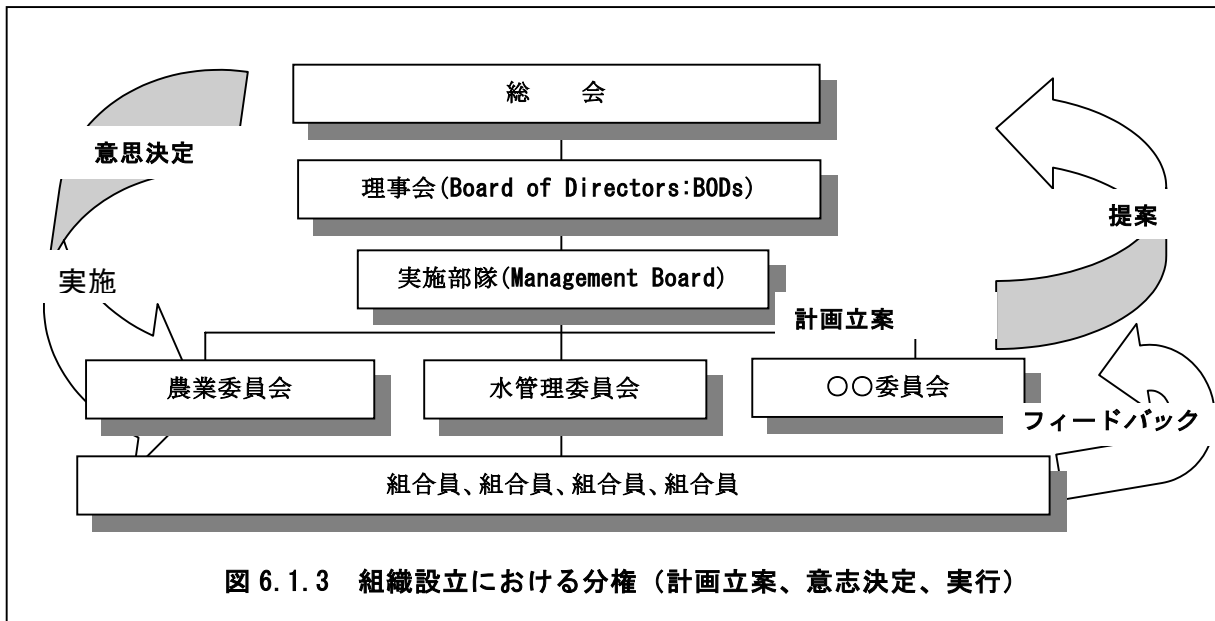 総　　会
意思決定
理事会(Board of Directors:BODs)
提案
実施部隊(Management Board)
実施
計画立案
農業委員会
水管理委員会
○○委員会
フィードバック
組合員、組合員、組合員、組合員
図 6.1.3　組織設立における分権（計画立案、意志決定、実行）